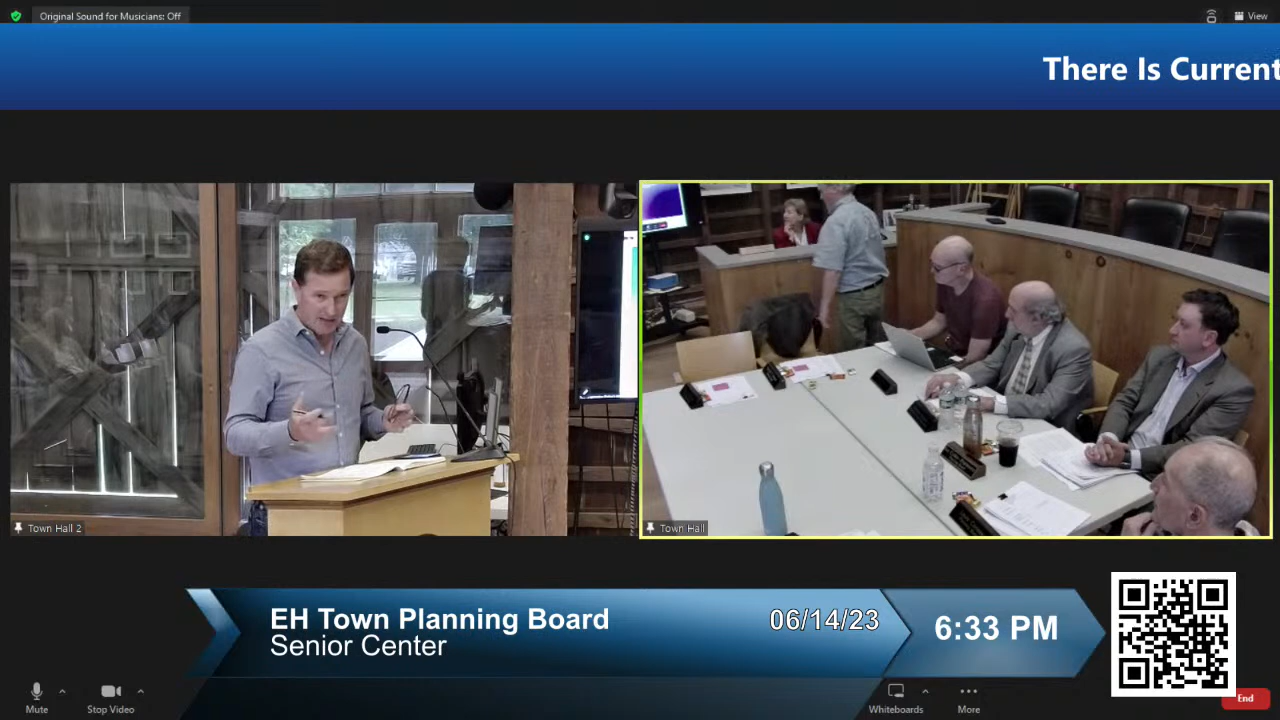 Original Sound for Musicians: Off
View
There Is Current
Town Hall 2
Town Hall
EH Town Planning Board
06/14/23
6:33 PM
Senior Center
Mute
Stop Video
Whiteboards
More
End